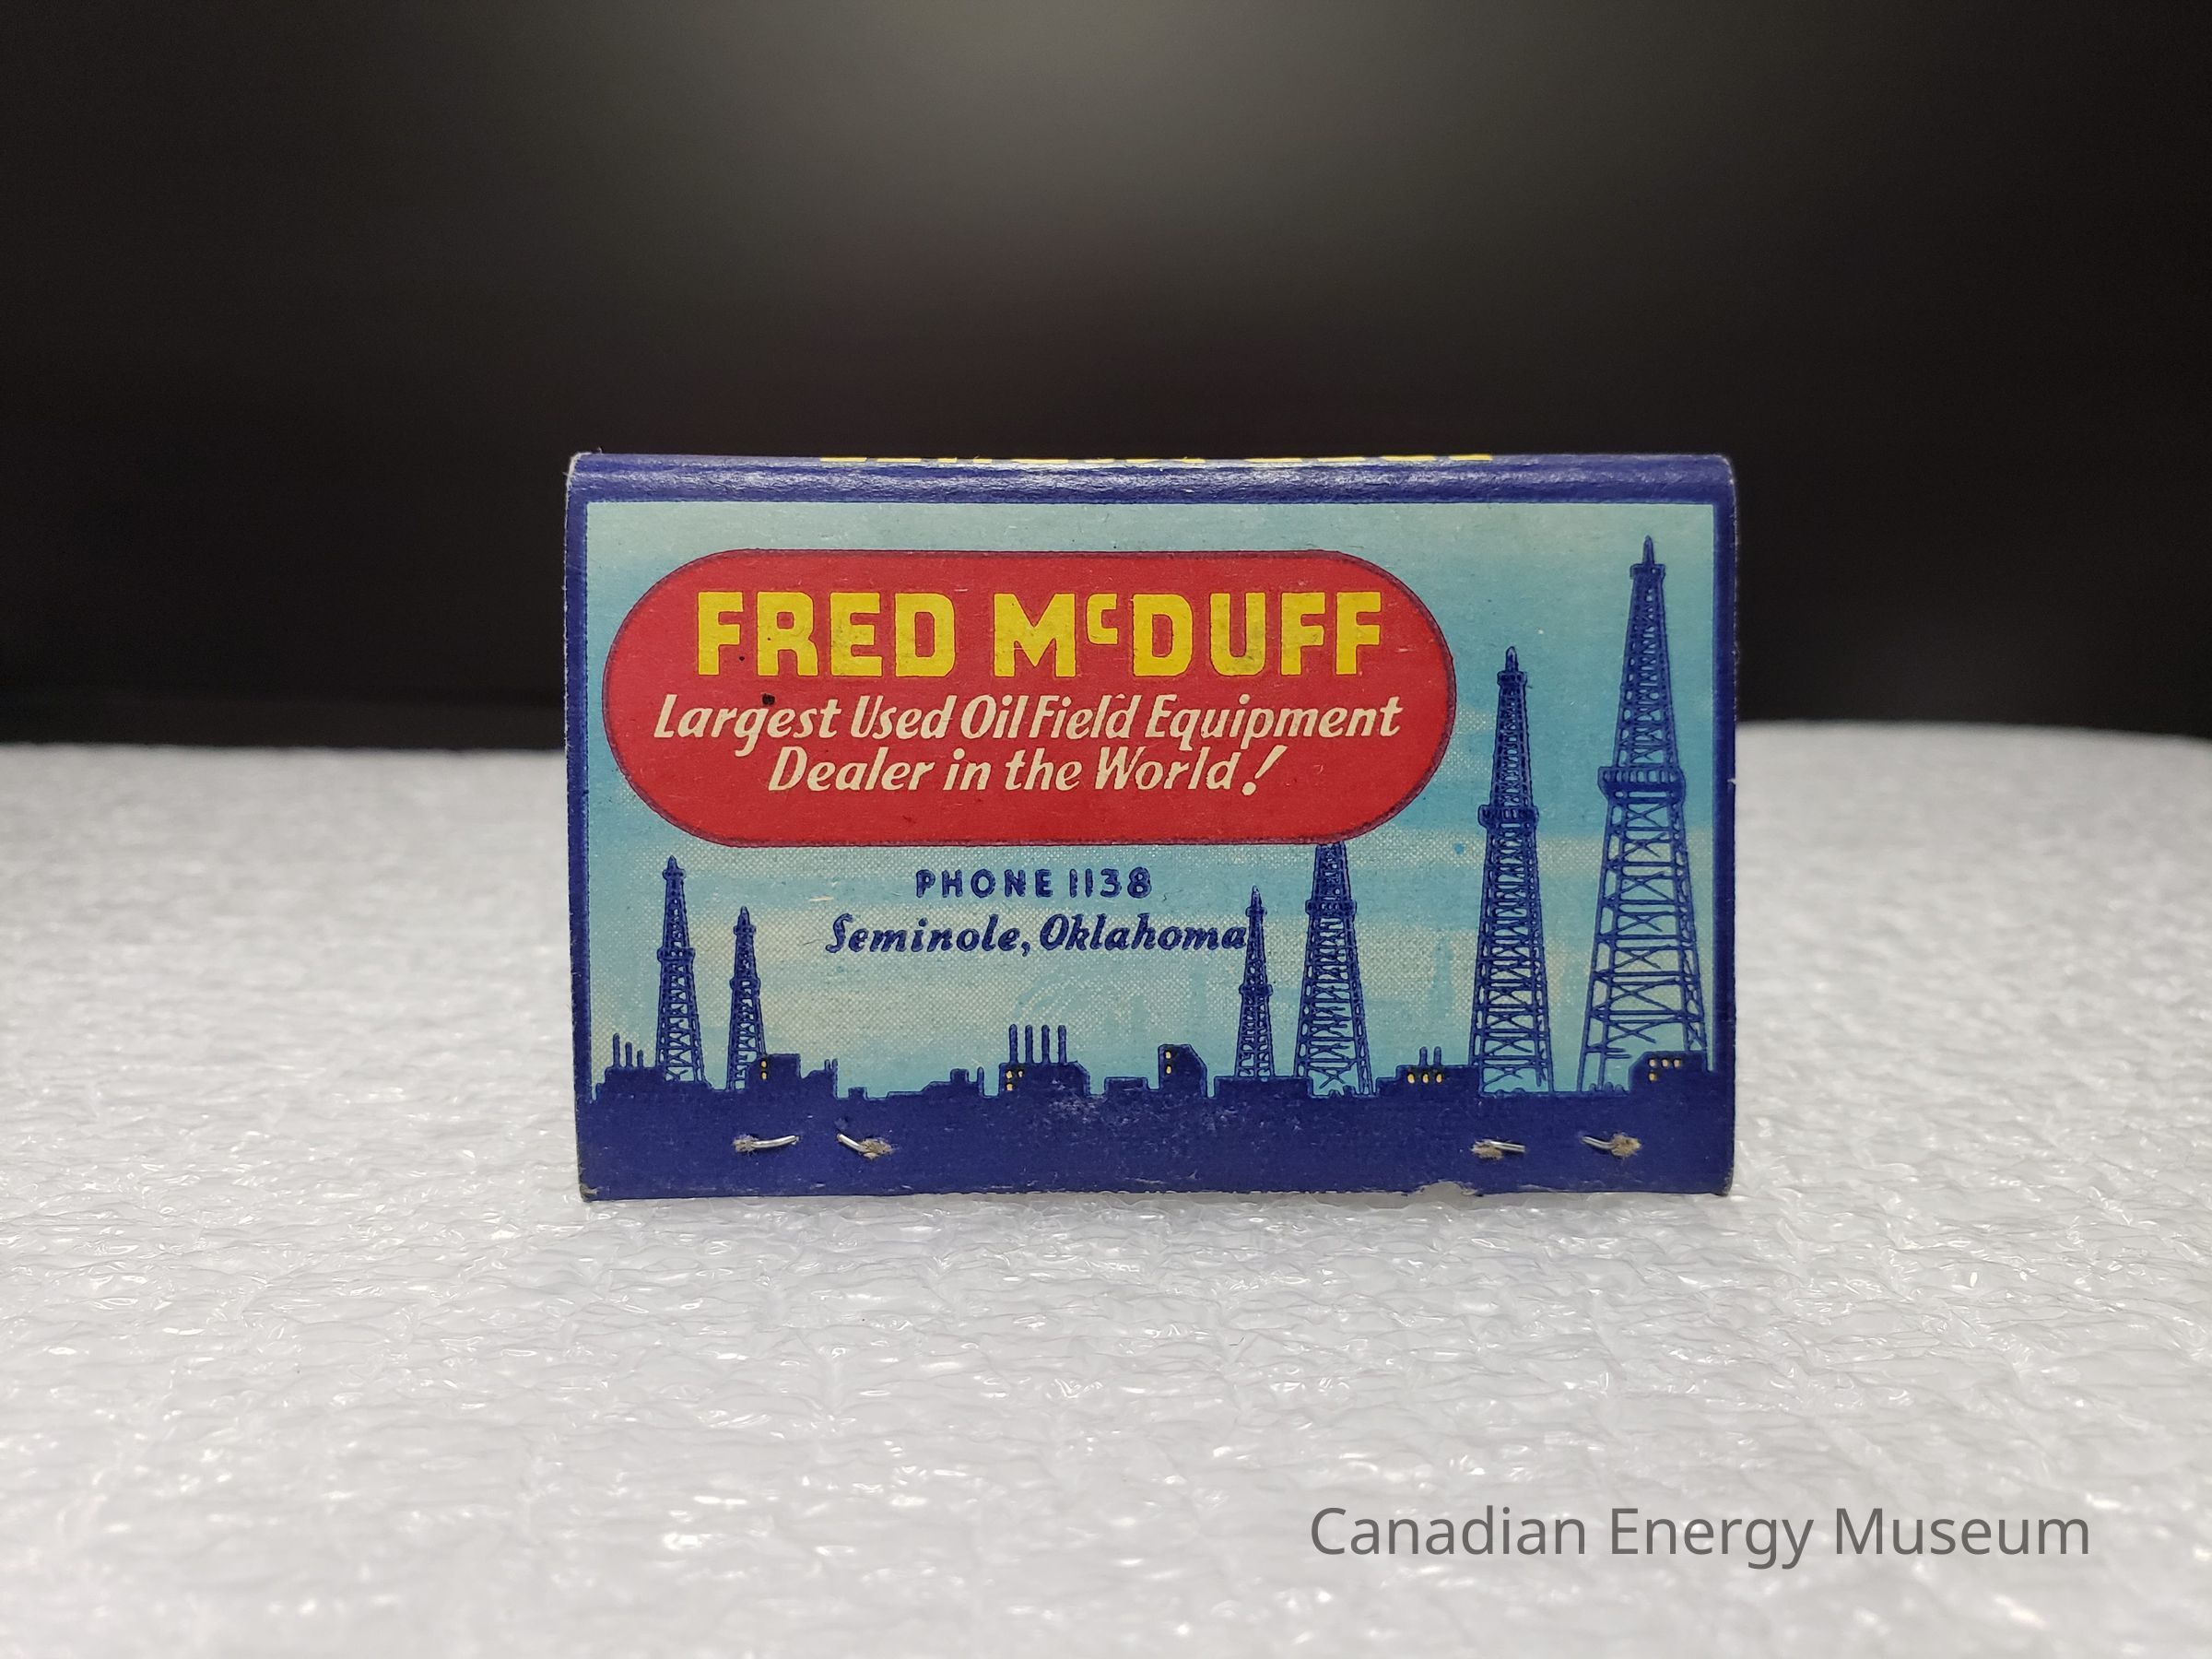 FRED McDUFF
Largest Used Oil Field Equipment
Dealer in the World!
PHONE 1138
Seminole, Oklahoma
Canadian Energy Museum